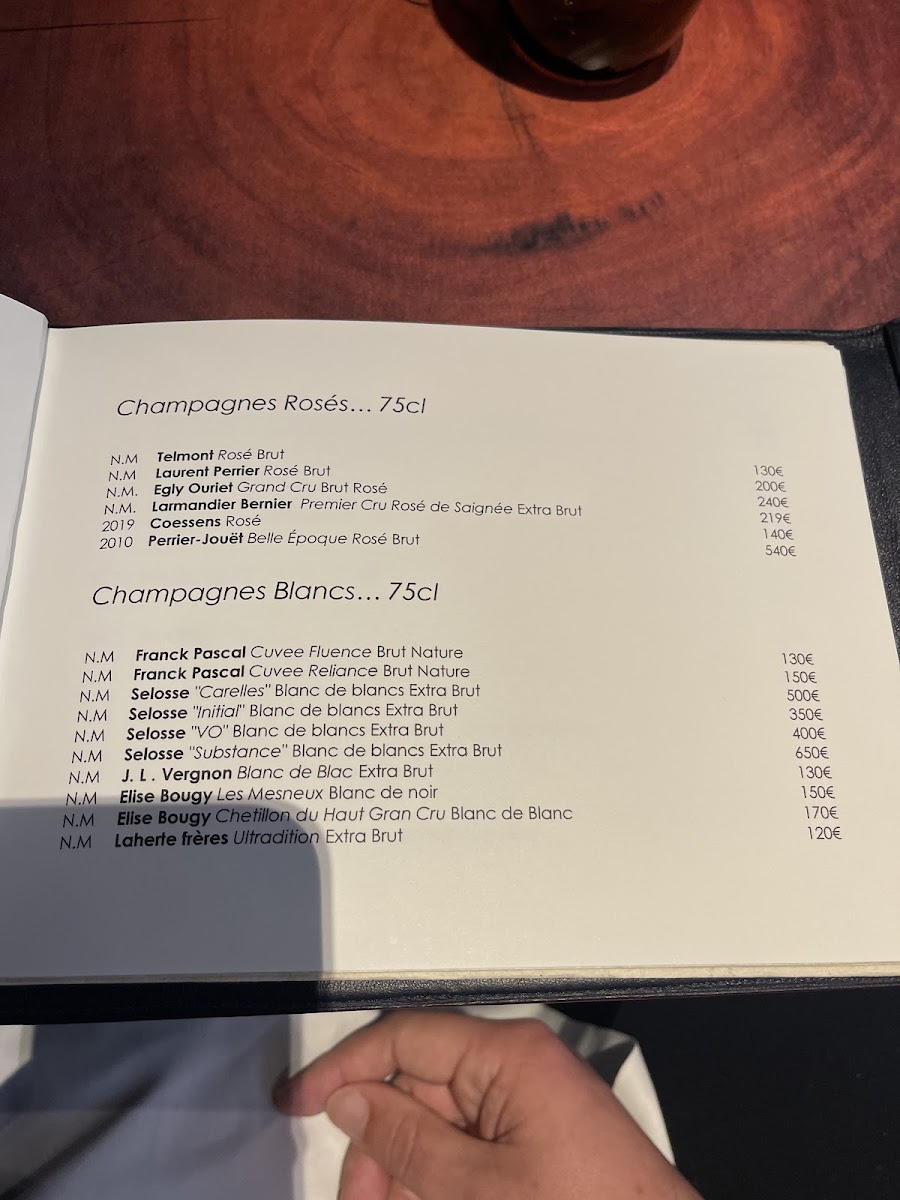 Champagnes Rosés... 75cl
N.M Telmont Rosé Brut 130€
N.M Laurent Perrier Rosé Brut 200€
N.M. Egly Ouriet Grand Cru Brut Rosé 240€
N.M. Larmandier Bernier Premier Cru Rosé de Saignée Extra Brut 219€
2019 Coessens Rosé 140€
2010 Perrier-Jouët Belle Époque Rosé Brut 540€
Champagnes Blancs... 75cl
N.M Franck Pascal Cuvee Fluence Brut Nature 130€
N.M Franck Pascal Cuvee Reliance Brut Nature 150€
N.M Selosse "Carelles" Blanc de blancs Extra Brut 500€
N.M Selosse "Initial" Blanc de blancs Extra Brut 350€
N.M Selosse "VO" Blanc de blancs Extra Brut 400€
N.M Selosse "Substance" Blanc de blancs Extra Brut 650€
N.M J. L . Vergnon Blanc de Blac Extra Brut 130€
N.M Elise Bougy Les Mesneux Blanc de noir 150€
N.M Elise Bougy Chetillon du Haut Gran Cru Blanc de Blanc 170€
N.M Laherte frères Ultradition Extra Brut 120€